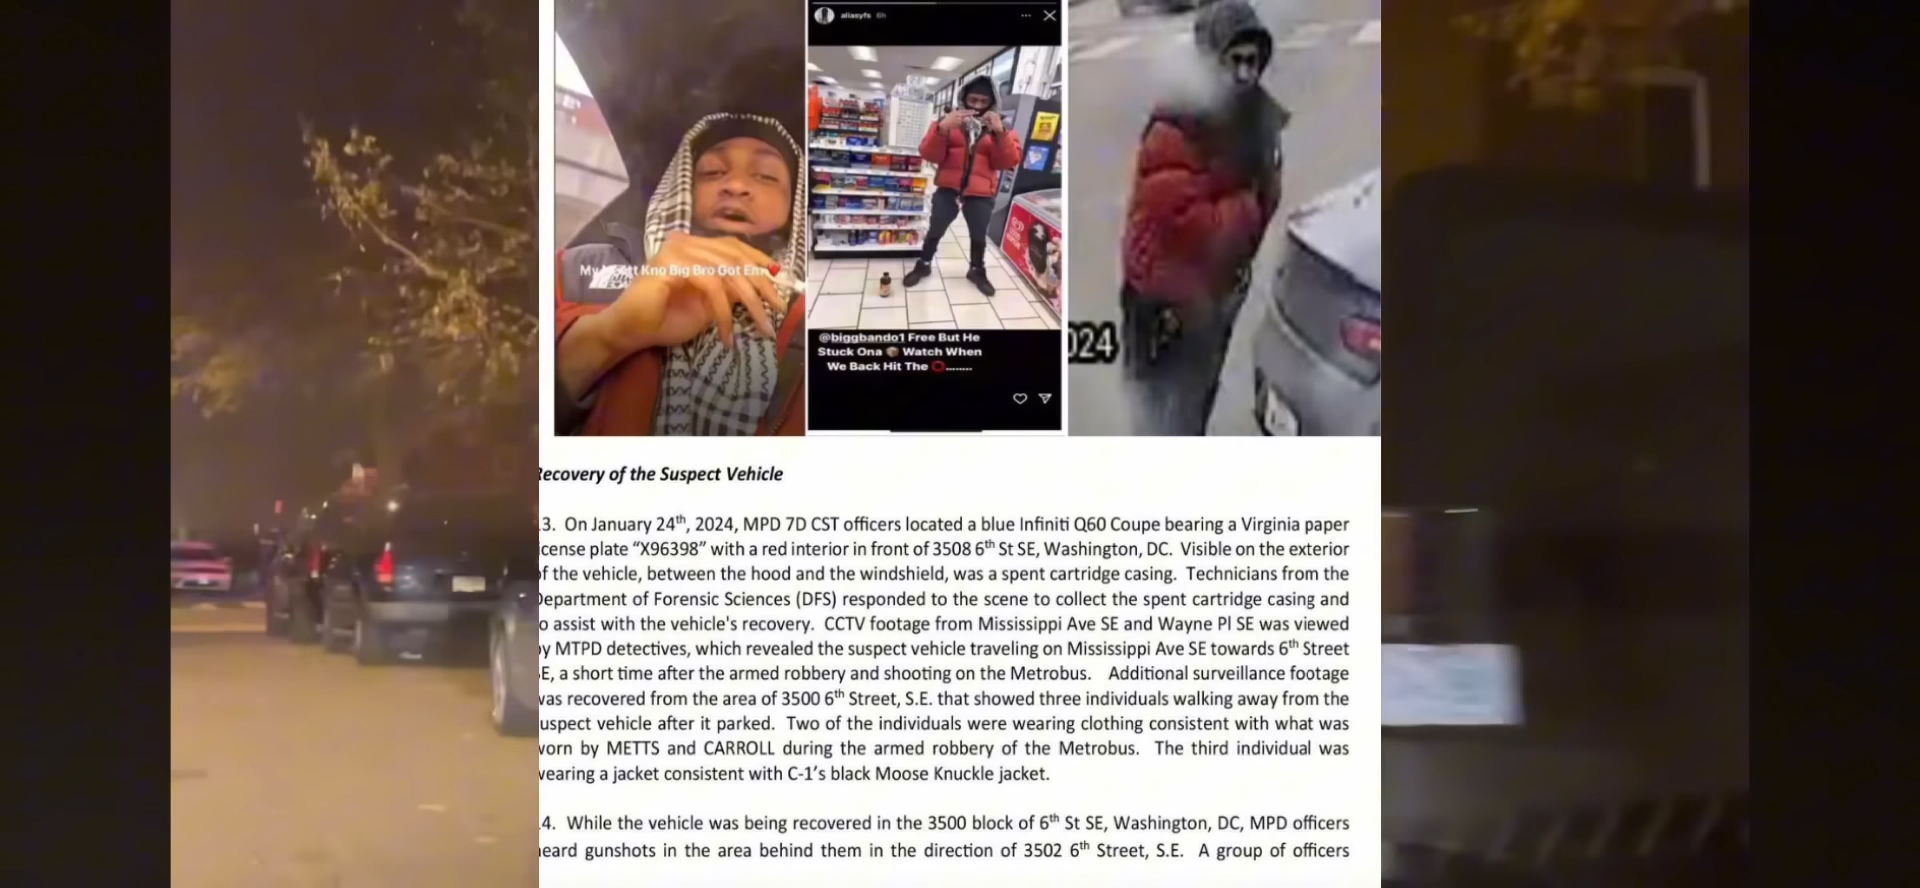 aliasyfs 6h
My
Kno Big Bro Got Em
@biggbando1 Free But He
Stuck Ona Watch When
We Back Hit The ........
024
Recovery of the Suspect Vehicle
3. On January 24th, 2024, MPD 7D CST officers located a blue Infiniti Q60 Coupe bearing a Virginia paper
icense plate “X96398” with a red interior in front of 3508 6th St SE, Washington, DC. Visible on the exterior
of the vehicle, between the hood and the windshield, was a spent cartridge casing. Technicians from the
Department of Forensic Sciences (DFS) responded to the scene to collect the spent cartridge casing and
o assist with the vehicle's recovery. CCTV footage from Mississippi Ave SE and Wayne Pl SE was viewed
by MTPD detectives, which revealed the suspect vehicle traveling on Mississippi Ave SE towards 6th Street
E, a short time after the armed robbery and shooting on the Metrobus. Additional surveillance footage
was recovered from the area of 3500 6th Street, S.E. that showed three individuals walking away from the
uspect vehicle after it parked. Two of the individuals were wearing clothing consistent with what was
worn by METTS and CARROLL during the armed robbery of the Metrobus. The third individual was
wearing a jacket consistent with C-1’s black Moose Knuckle jacket.
4. While the vehicle was being recovered in the 3500 block of 6th St SE, Washington, DC, MPD officers
heard gunshots in the area behind them in the direction of 3502 6th Street, S.E. A group of officers